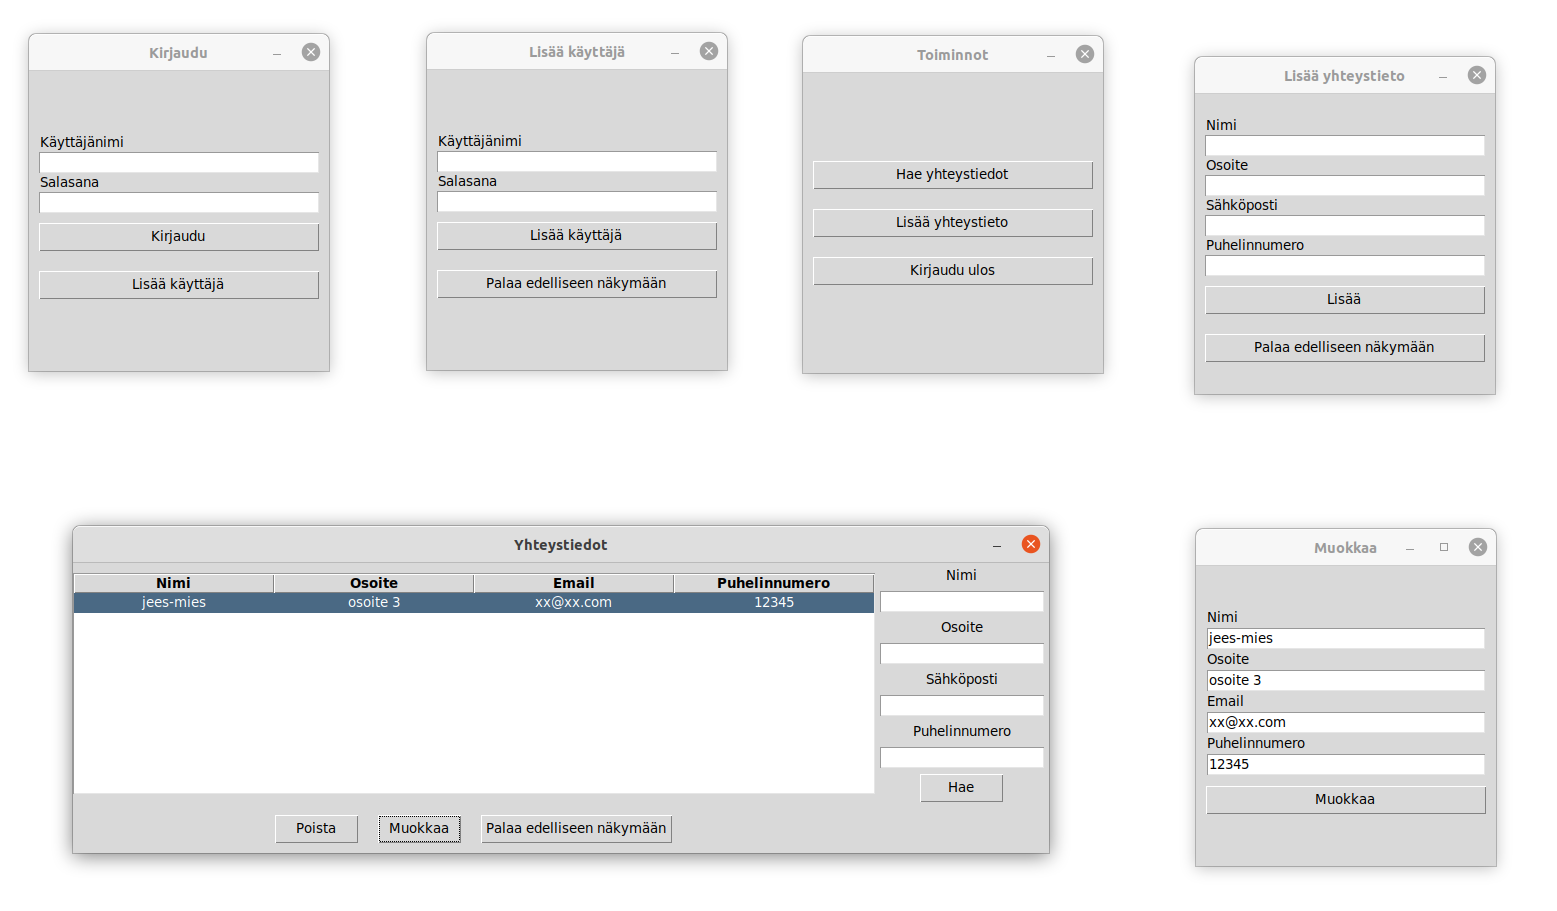 Kirjaudu
Käyttäjänimi
Salasana
Kirjaudu
Lisää käyttäjä
Lisää käyttäjä
Käyttäjänimi
Salasana
Lisää käyttäjä
Palaa edelliseen näkymään
Toiminnot
Hae yhteystiedot
Lisää yhteystieto
Kirjaudu ulos
Lisää yhteystieto
Nimi
Osoite
Sähköposti
Puhelinnumero
Lisää
Palaa edelliseen näkymään
Yhteystiedot
Nimi Osoite Email Puhelinnumero
jees-mies osoite 3 xx@xx.com 12345
Nimi
Osoite
Sähköposti
Puhelinnumero
Hae
Poista Muokkaa Palaa edelliseen näkymään
Muokkaa
Nimi
jees-mies
Osoite
osoite 3
Email
xx@xx.com
Puhelinnumero
12345
Muokkaa